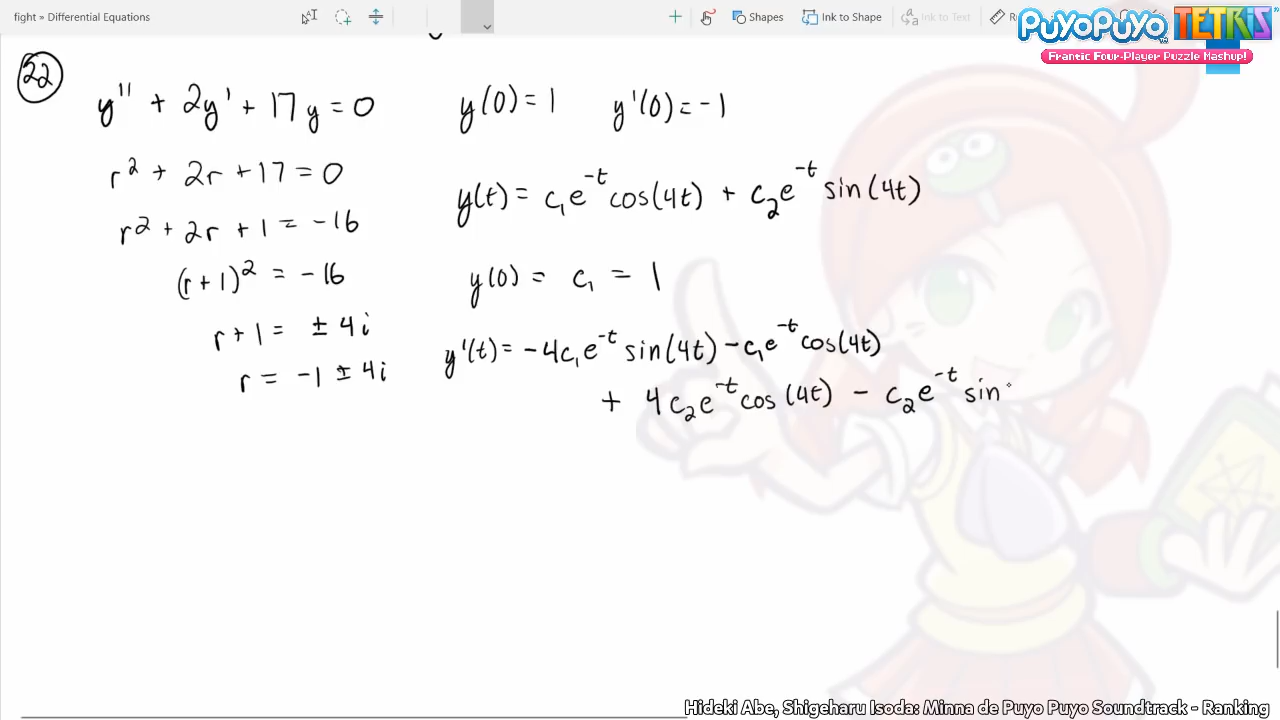 fight » Differential Equations
Shapes
Ink to Shape
Ink to Text
PuyoPuyo TETRIS
Frantic Four-Player Puzzle Mashup!
22
y'' + 2y' + 17y = 0 y(0) = 1 y'(0) = -1
r² + 2r + 17 = 0
y(t) = c₁e^{-t} cos(4t) + c₂e^{-t} sin(4t)
r² + 2r + 1 = -16
(r + 1)² = -16
y(0) = c₁ = 1
r + 1 = ± 4i
y'(t) = -4c₁e^{-t} sin(4t) - c₁e^{-t} cos(4t)
r = -1 ± 4i
+ 4c₂e^{-t} cos(4t) - c₂e^{-t} sin
Hideki Abe, Shigeharu Isoda: Minna de Puyo Puyo Soundtrack - Ranking